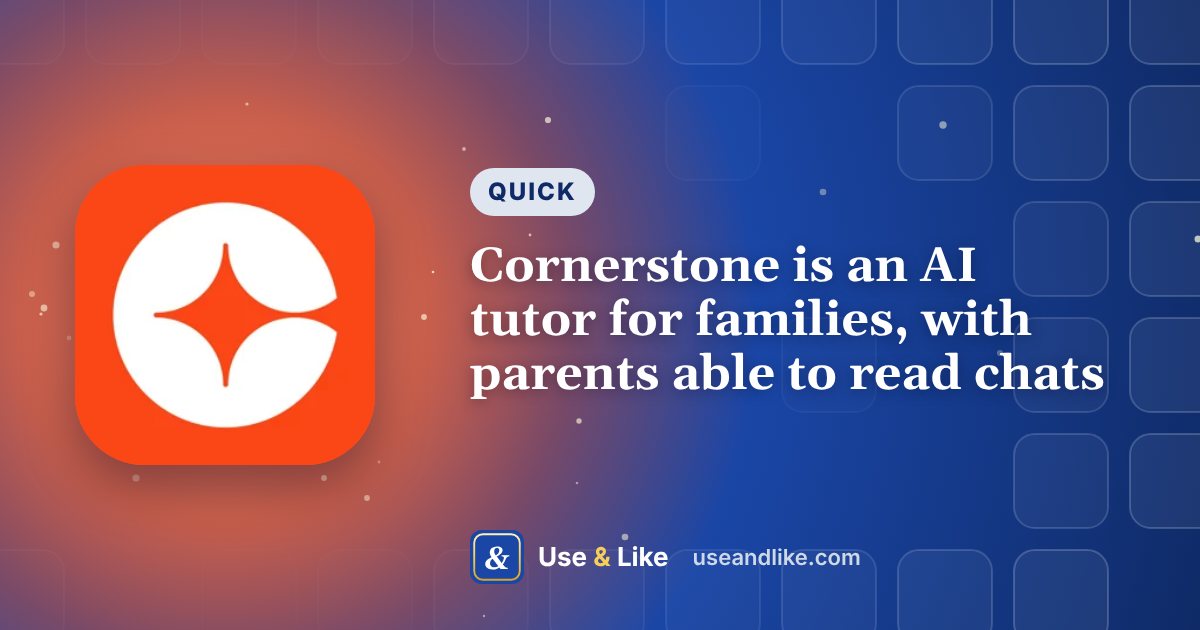 QUICK
Cornerstone is an AI
tutor for families, with
parents able to read chats
& Use & Like useandlike.com